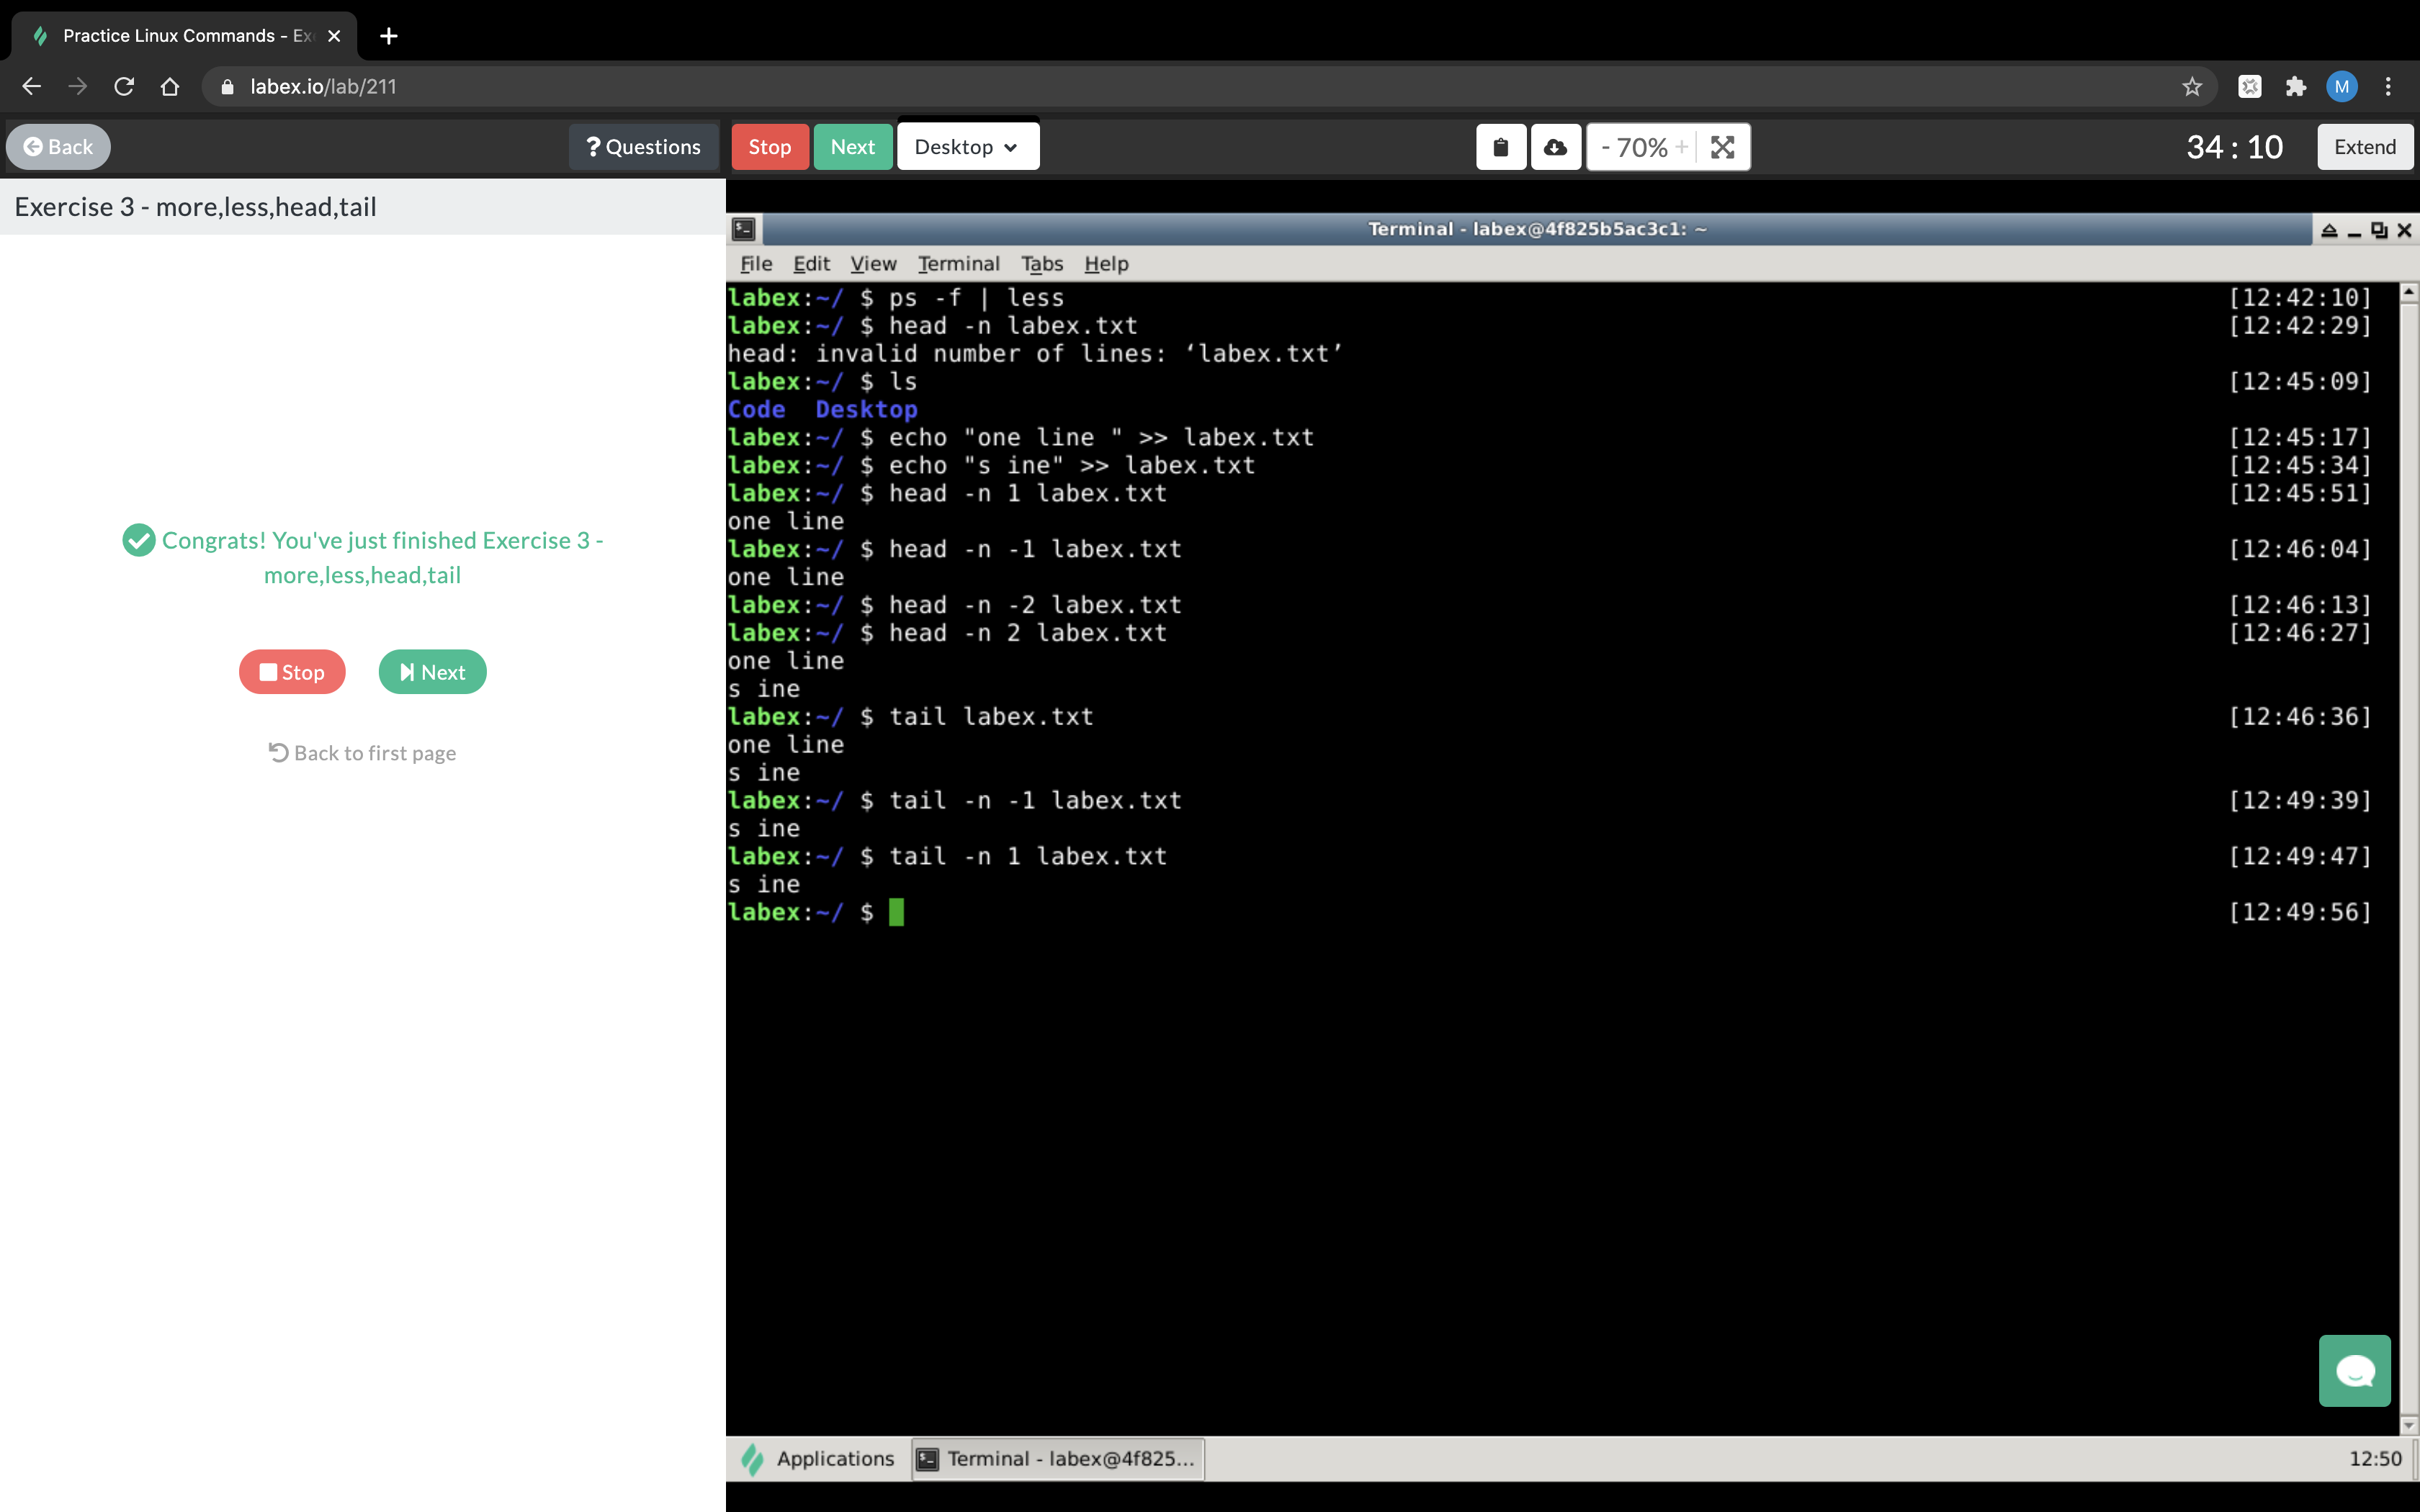 Practice Linux Commands - Ex
labex.io/lab/211
M
Back
? Questions
Stop
Next
Desktop
- 70% +
34 : 10
Extend
Exercise 3 - more,less,head,tail
Congrats! You've just finished Exercise 3 -
more,less,head,tail
Stop
Next
Back to first page
Terminal - labex@4f825b5ac3c1: ~
File Edit View Terminal Tabs Help
labex:~/ $ ps -f | less [12:42:10]
labex:~/ $ head -n labex.txt [12:42:29]
head: invalid number of lines: ‘labex.txt’
labex:~/ $ ls [12:45:09]
Code Desktop
labex:~/ $ echo "one line " >> labex.txt [12:45:17]
labex:~/ $ echo "s ine" >> labex.txt [12:45:34]
labex:~/ $ head -n 1 labex.txt [12:45:51]
one line
labex:~/ $ head -n -1 labex.txt [12:46:04]
one line
labex:~/ $ head -n -2 labex.txt [12:46:13]
labex:~/ $ head -n 2 labex.txt [12:46:27]
one line
s ine
labex:~/ $ tail labex.txt [12:46:36]
one line
s ine
labex:~/ $ tail -n -1 labex.txt [12:49:39]
s ine
labex:~/ $ tail -n 1 labex.txt [12:49:47]
s ine
labex:~/ $ [12:49:56]
Applications
Terminal - labex@4f825...
12:50